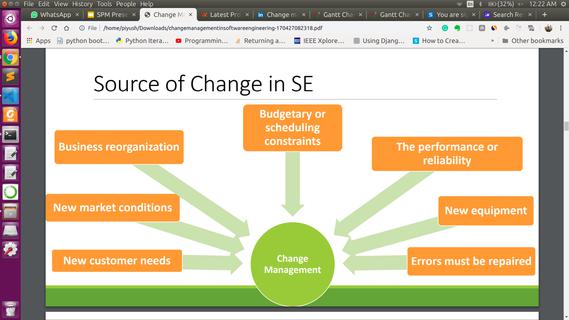 File Edit View History Tools People Help
En
(32%)
12:22 AM
WhatsApp
SPM Prese
Change Ma
Latest Pro
Change m
Gantt Cha
Gantt Cha
You are s
Search Re
File
/home/piyush/Downloads/changemanagementinsoftwareengineering-170427082318.pdf
Apps
python boot...
Python Itera...
Programmin...
Returning a...
IEEE Xplore...
Using Djang...
How to Crea...
Other bookmarks
Source of Change in SE
Budgetary or
scheduling
constraints
Business reorganization
The performance or
reliability
New market conditions
New equipment
New customer needs
Change
Management
Errors must be repaired